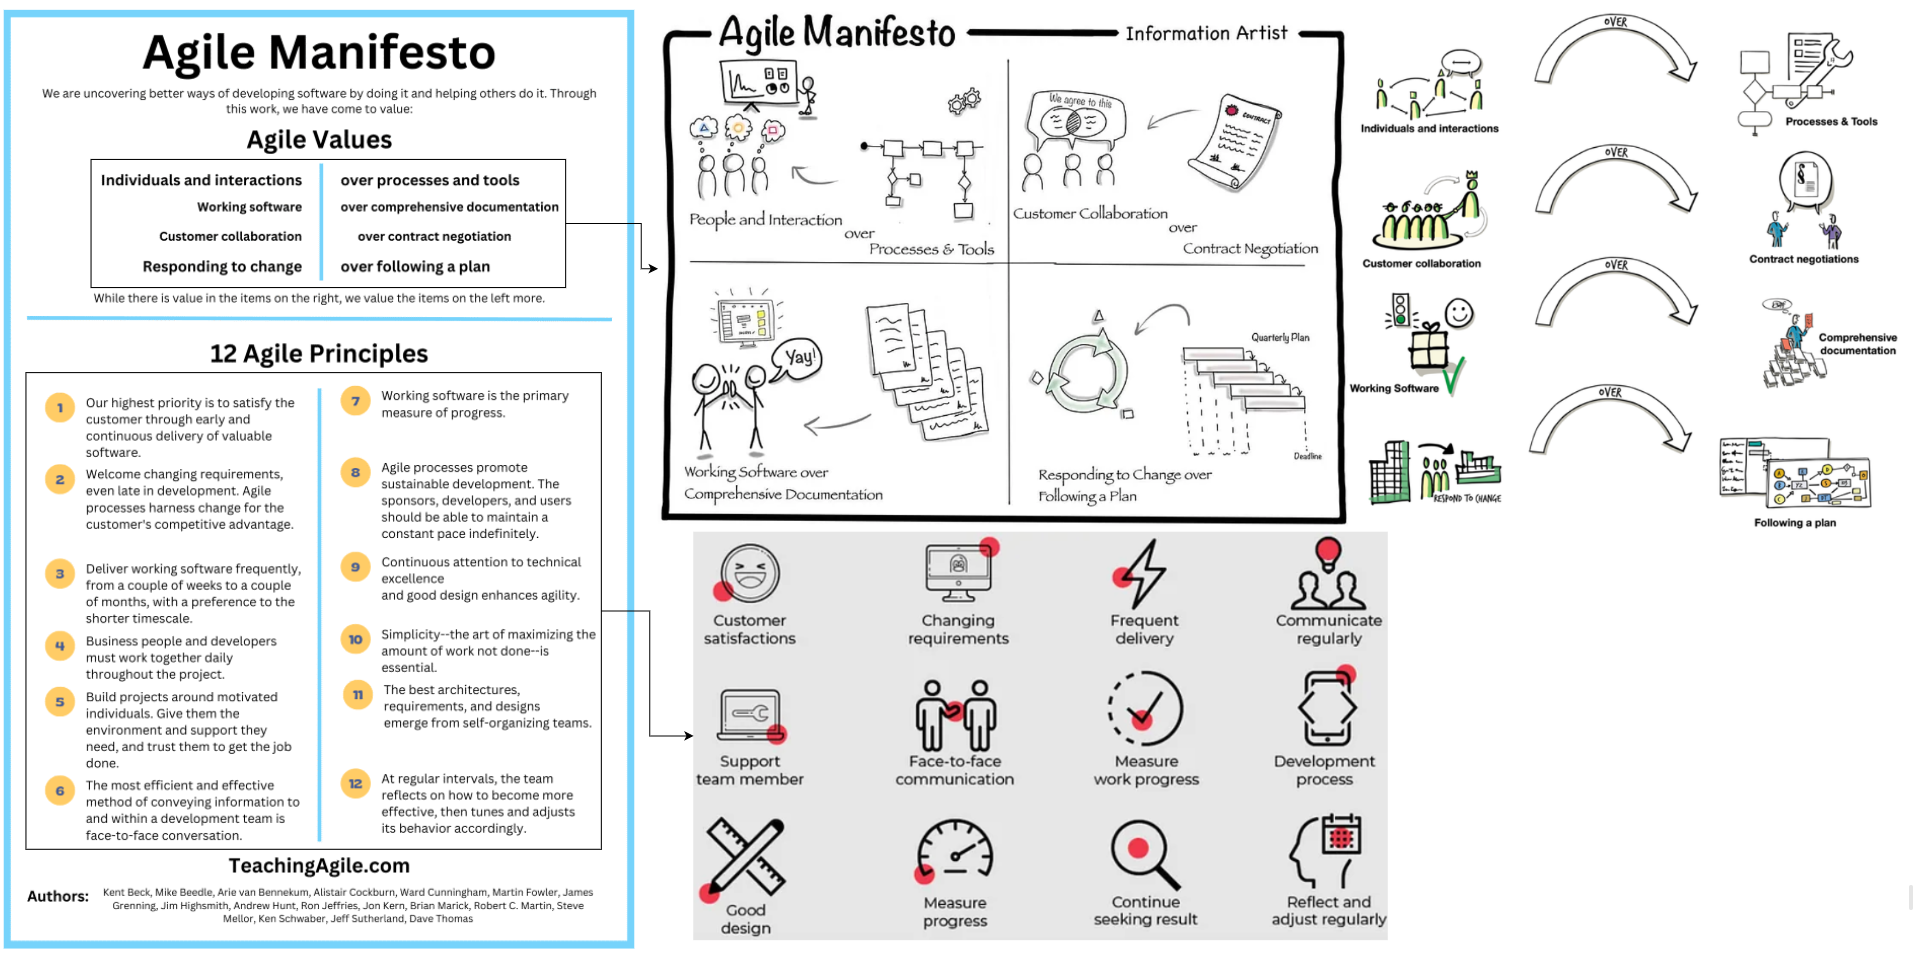 Agile Manifesto
We are uncovering better ways of developing software by doing it and helping others do it. Through
this work, we have come to value:
Agile Values
Individuals and interactions over processes and tools
Working software over comprehensive documentation
Customer collaboration over contract negotiation
Responding to change over following a plan
While there is value in the items on the right, we value the items on the left more.
12 Agile Principles
1
Our highest priority is to satisfy the
customer through early and
continuous delivery of valuable
software.
2
Welcome changing requirements,
even late in development. Agile
processes harness change for the
customer's competitive advantage.
3
Deliver working software frequently,
from a couple of weeks to a couple
of months, with a preference to the
shorter timescale.
4
Business people and developers
must work together daily
throughout the project.
5
Build projects around motivated
individuals. Give them the
environment and support they
need, and trust them to get the job
done.
6
The most efficient and effective
method of conveying information to
and within a development team is
face-to-face conversation.
7
Working software is the primary
measure of progress.
8
Agile processes promote
sustainable development. The
sponsors, developers, and users
should be able to maintain a
constant pace indefinitely.
9
Continuous attention to technical
excellence
and good design enhances agility.
10
Simplicity--the art of maximizing the
amount of work not done--is
essential.
11
The best architectures,
requirements, and designs
emerge from self-organizing teams.
12
At regular intervals, the team
reflects on how to become more
effective, then tunes and adjusts
its behavior accordingly.
TeachingAgile.com
Authors:
Kent Beck, Mike Beedle, Arie van Bennekum, Alistair Cockburn, Ward Cunningham, Martin Fowler, James
Grenning, Jim Highsmith, Andrew Hunt, Ron Jeffries, Jon Kern, Brian Marick, Robert C. Martin, Steve
Mellor, Ken Schwaber, Jeff Sutherland, Dave Thomas
Agile Manifesto
Information Artist
People and Interaction
over
Processes & Tools
We agree to this
CONTRACT
Customer Collaboration
over
Contract Negotiation
Yay!
Working Software over
Comprehensive Documentation
Quarterly Plan
Deadline
Responding to Change over
Following a Plan
Individuals and interactions
OVER
Processes & Tools
Customer collaboration
OVER
Contract negotiations
Working Software
OVER
Comprehensive
documentation
RESPOND TO CHANGE
OVER
Following a plan
Customer
satisfactions
Changing
requirements
Frequent
delivery
Communicate
regularly
Support
team member
Face-to-face
communication
Measure
work progress
Development
process
Good
design
Measure
progress
Continue
seeking result
Reflect and
adjust regularly